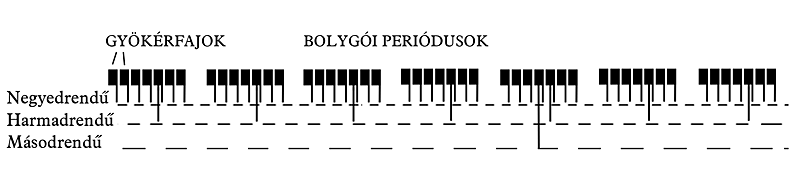 GYÖKÉRFAJOK BOLYGÓI PERIÓDUSOK
Negyedrendű
Harmadrendű
Másodrendű